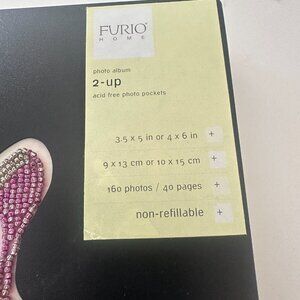 FURIO
HOME
photo album
2-up
acid free photo pockets
3.5 x 5 in or 4 x 6 in +
9 x 13 cm or 10 x 15 cm +
160 photos / 40 pages +
non-refillable +